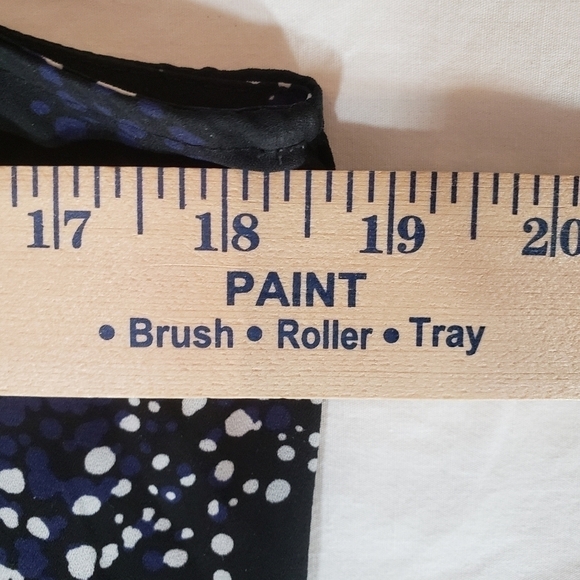 17 18 19 20
PAINT
• Brush • Roller • Tray